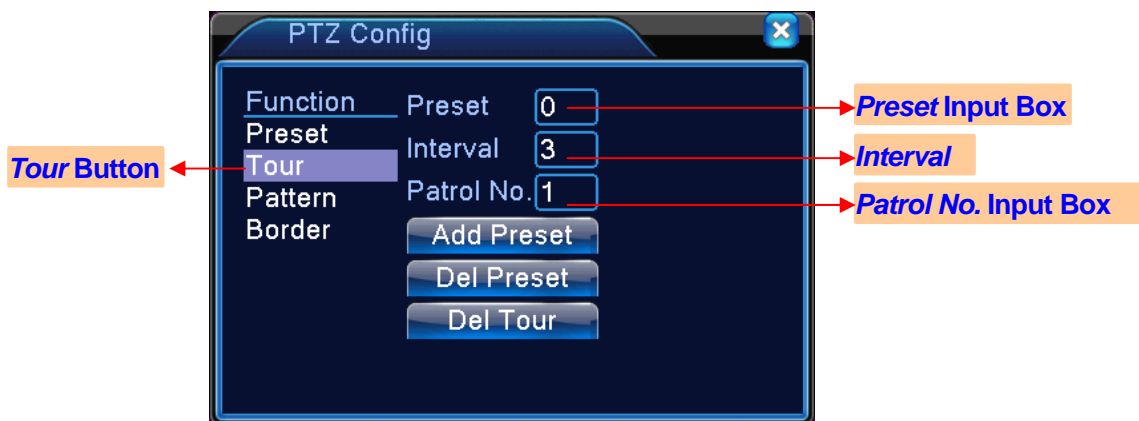 PTZ Config
Function
Preset
Tour
Pattern
Border
Preset 0
Interval 3
Patrol No. 1
Add Preset
Del Preset
Del Tour
Tour Button
Preset Input Box
Interval
Patrol No. Input Box